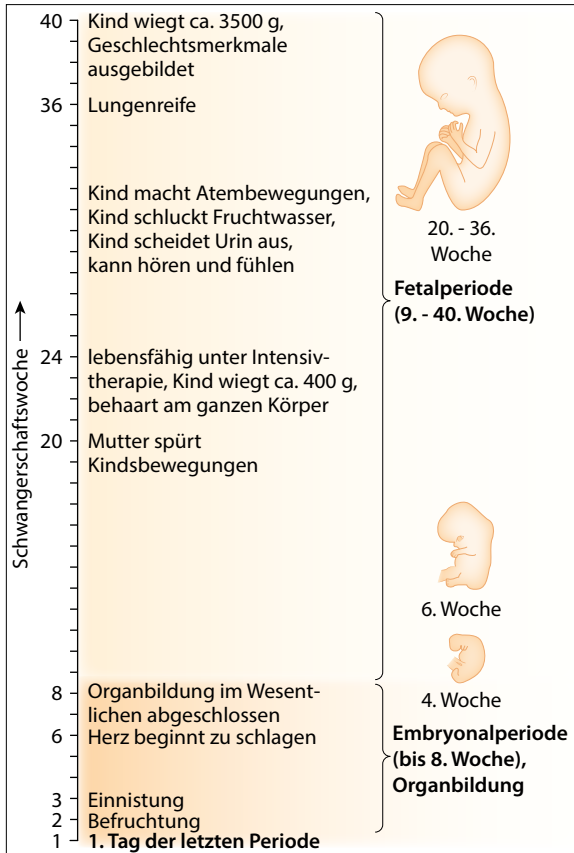 40 Kind wiegt ca. 3500 g,
Geschlechtsmerkmale
ausgebildet
36 Lungenreife
Kind macht Atembewegungen,
Kind schluckt Fruchtwasser,
Kind scheidet Urin aus,
kann hören und fühlen
24 lebensfähig unter Intensiv-
therapie, Kind wiegt ca. 400 g,
behaart am ganzen Körper
20 Mutter spürt
Kindsbewegungen
8 Organbildung im Wesent-
lichen abgeschlossen
6 Herz beginnt zu schlagen
3 Einnistung
2 Befruchtung
1 1. Tag der letzten Periode
Schwangerschaftswoche
20. - 36.
Woche
Fetalperiode
(9. - 40. Woche)
6. Woche
4. Woche
Embryonalperiode
(bis 8. Woche),
Organbildung